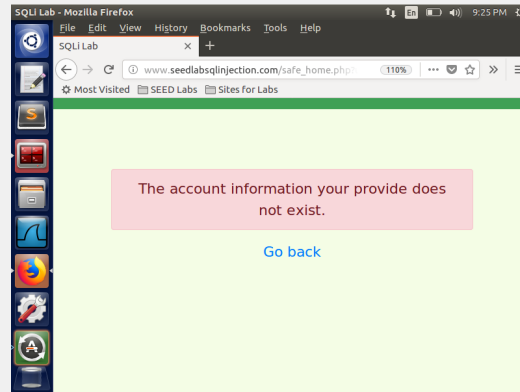 SQLi Lab - Mozilla Firefox
En
9:25 PM
File Edit View History Bookmarks Tools Help
SQLi Lab × +
www.seedlabsqlinjection.com/safe_home.php
110%
Most Visited SEED Labs Sites for Labs
The account information your provide does
not exist.
Go back